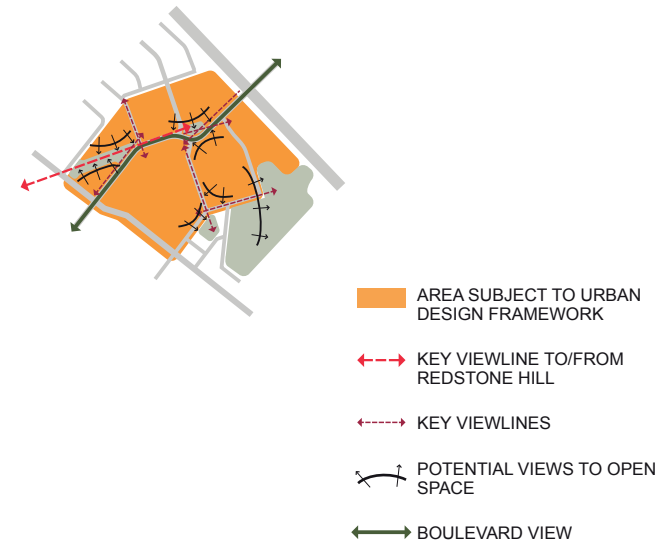 AREA SUBJECT TO URBAN
DESIGN FRAMEWORK
KEY VIEWLINE TO/FROM
REDSTONE HILL
KEY VIEWLINES
POTENTIAL VIEWS TO OPEN
SPACE
BOULEVARD VIEW